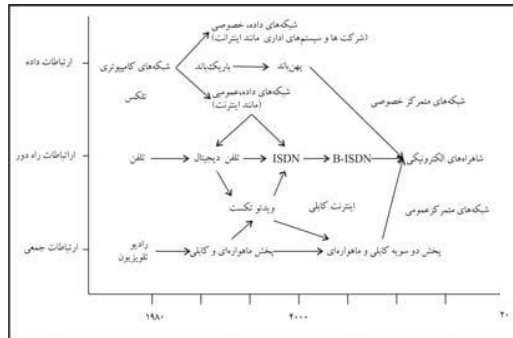 شبکه‌های داده، خصوصی
(شرکت ها و سیستم‌های اداری مانند اینترانت)
ارتباطات داده
شبکه‌های کامپیوتری
باریک‌باند
پهن‌باند
تلکس
شبکه‌های داده،عمومی
(مانند اینترنت)
شبکه‌های متمرکز خصوصی
ارتباطات راه دور
تلفن
تلفن دیجیتال
ISDN
B-ISDN
شاهراه‌های الکترونیکی
ویدئو تکست
اینترنت کابلی
شبکه‌های متمرکزعمومی
ارتباطات جمعی
رادیو
تلویزیون
پخش ماهواره‌ای و کابلی
پخش دو سویه کابلی و ماهواره‌ای
۱۹۸۰
۲۰۰۰
۲۰